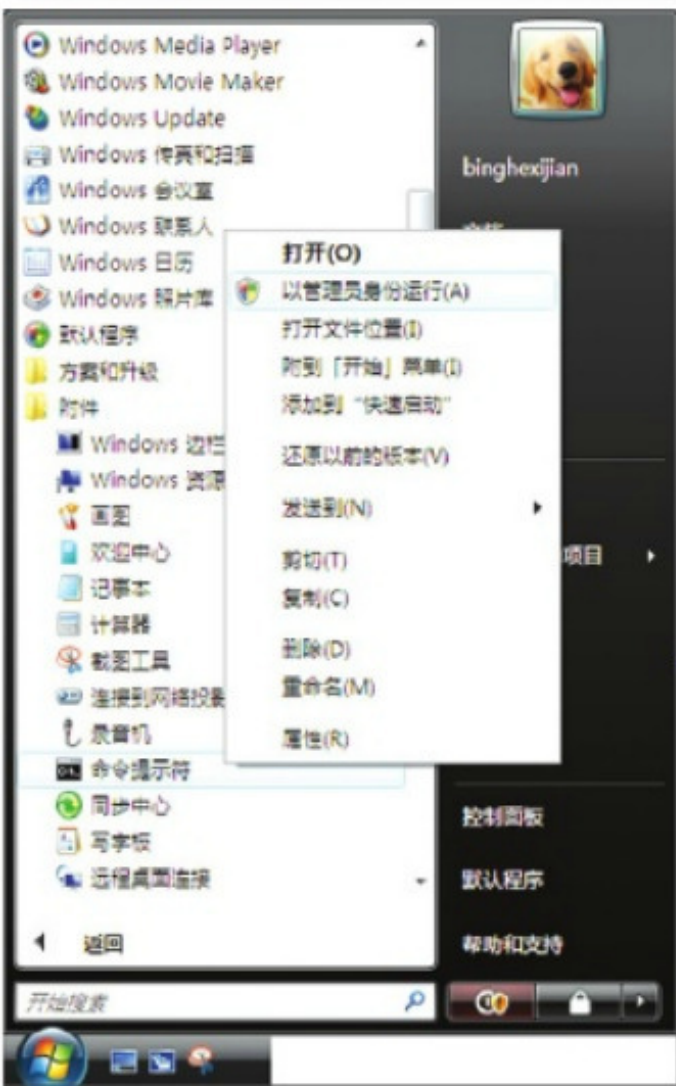 Windows Media Player
Windows Movie Maker
Windows Update
Windows 传真和扫描
Windows 会议室
Windows 联系人
Windows 日历
Windows 照片库
默认程序
方案和升级
附件
Windows 边栏
Windows 资源
画图
欢迎中心
记事本
计算器
截图工具
连接到网络投影
录音机
命令提示符
同步中心
写字板
远程桌面连接
返回
开始搜索
打开(O)
以管理员身份运行(A)
打开文件位置(I)
附到「开始」菜单(I)
添加到“快速启动”
还原以前的版本(V)
发送到(N)
剪切(T)
复制(C)
删除(D)
重命名(M)
属性(R)
binghexijian
项目
控制面板
默认程序
帮助和支持